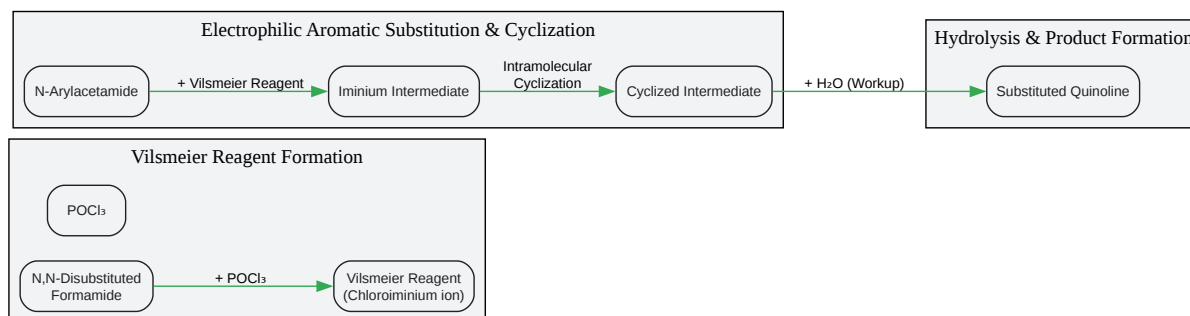 Electrophilic Aromatic Substitution & Cyclization
N-Arylacetamide
+ Vilsmeier Reagent
Iminium Intermediate
Intramolecular
Cyclization
Cyclized Intermediate
+ H₂O (Workup)
Hydrolysis & Product Formation
Substituted Quinoline
Vilsmeier Reagent Formation
POCl₃
N,N-Disubstituted
Formamide
+ POCl₃
Vilsmeier Reagent
(Chloroiminium ion)